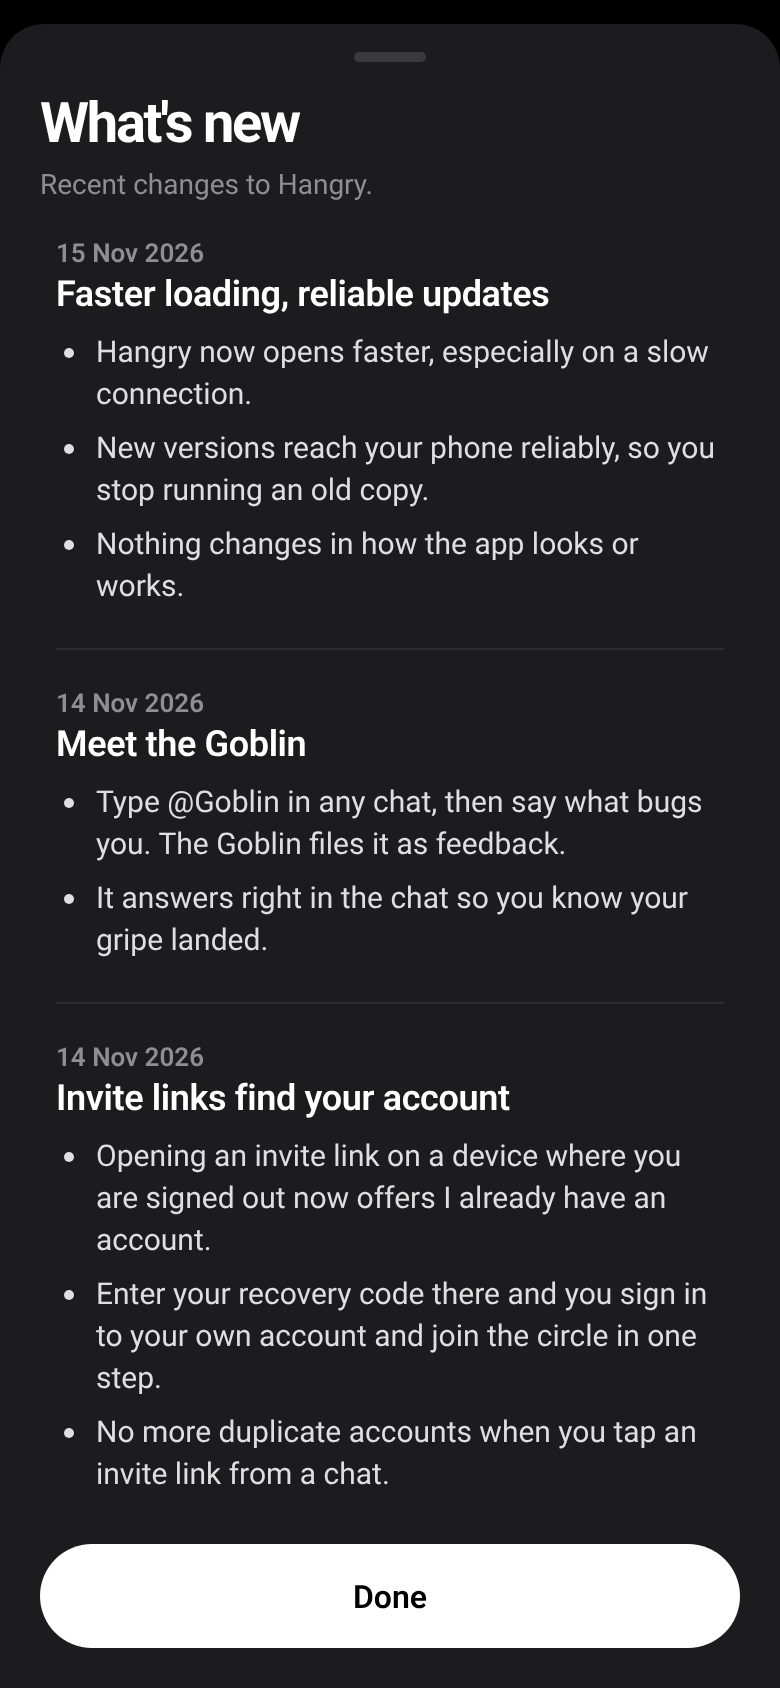 What's new
Recent changes to Hangry.
15 Nov 2026
Faster loading, reliable updates
• Hangry now opens faster, especially on a slow
connection.
• New versions reach your phone reliably, so you
stop running an old copy.
• Nothing changes in how the app looks or
works.
14 Nov 2026
Meet the Goblin
• Type @Goblin in any chat, then say what bugs
you. The Goblin files it as feedback.
• It answers right in the chat so you know your
gripe landed.
14 Nov 2026
Invite links find your account
• Opening an invite link on a device where you
are signed out now offers I already have an
account.
• Enter your recovery code there and you sign in
to your own account and join the circle in one
step.
• No more duplicate accounts when you tap an
invite link from a chat.
Done